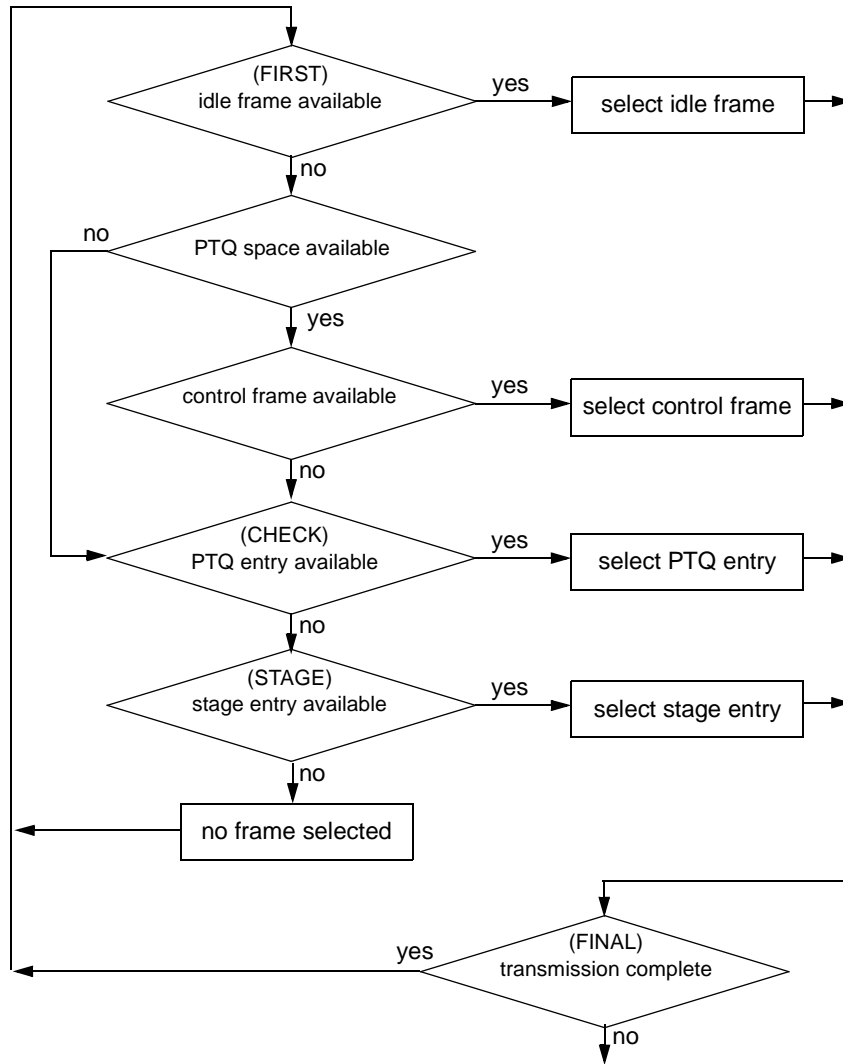 (FIRST)
idle frame available
yes
select idle frame
no
no
PTQ space available
yes
control frame available
yes
select control frame
no
(CHECK)
PTQ entry available
yes
select PTQ entry
no
(STAGE)
stage entry available
yes
select stage entry
no
no frame selected
yes
(FINAL)
transmission complete
no